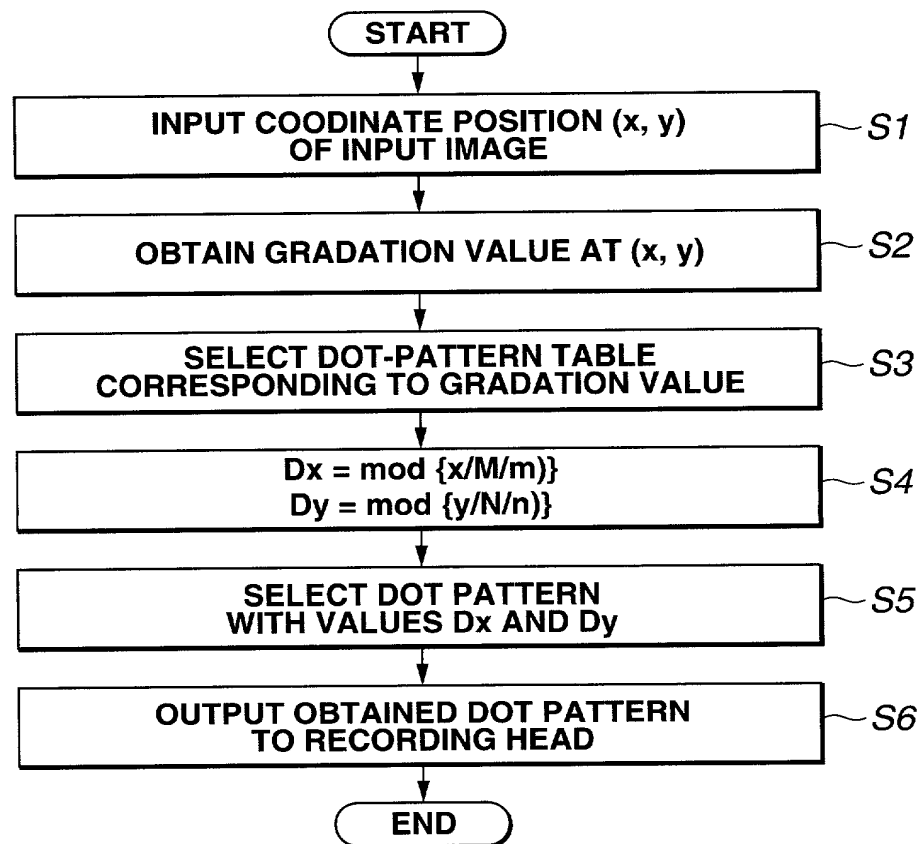 START
INPUT COODINATE POSITION (x, y)
OF INPUT IMAGE
S1
OBTAIN GRADATION VALUE AT (x, y)
S2
SELECT DOT-PATTERN TABLE
CORRESPONDING TO GRADATION VALUE
S3
Dx = mod {x/M/m)}
Dy = mod {y/N/n)}
S4
SELECT DOT PATTERN
WITH VALUES Dx AND Dy
S5
OUTPUT OBTAINED DOT PATTERN
TO RECORDING HEAD
S6
END